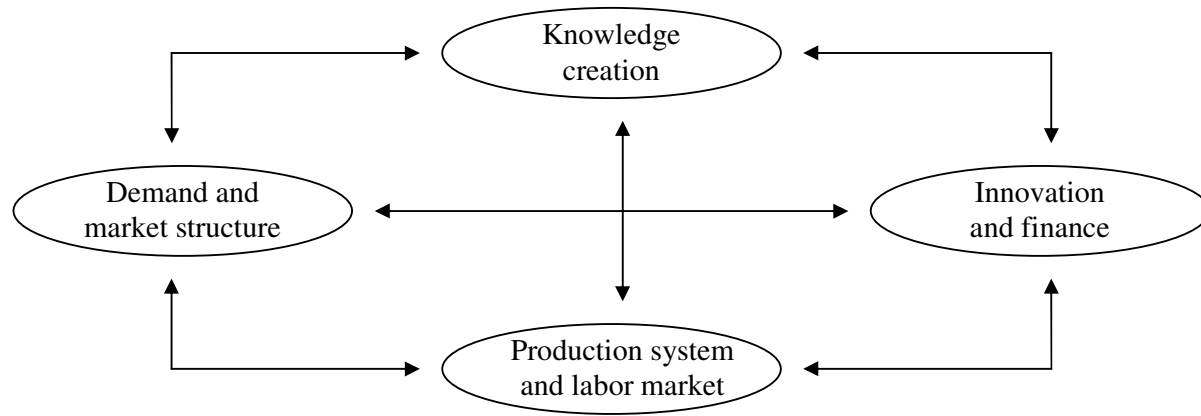 Knowledge
creation
Demand and
market structure
Innovation
and finance
Production system
and labor market